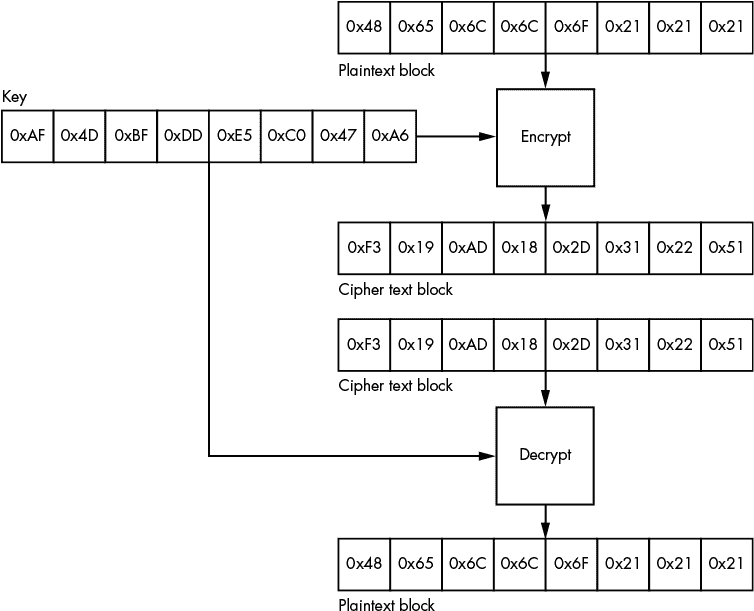 0x48 0x65 0x6C 0x6C 0x6F 0x21 0x21 0x21
Plaintext block
Key
0xAF 0x4D 0xBF 0xDD 0xE5 0xC0 0x47 0xA6
Encrypt
0xF3 0x19 0xAD 0x18 0x2D 0x31 0x22 0x51
Cipher text block
0xF3 0x19 0xAD 0x18 0x2D 0x31 0x22 0x51
Cipher text block
Decrypt
0x48 0x65 0x6C 0x6C 0x6F 0x21 0x21 0x21
Plaintext block